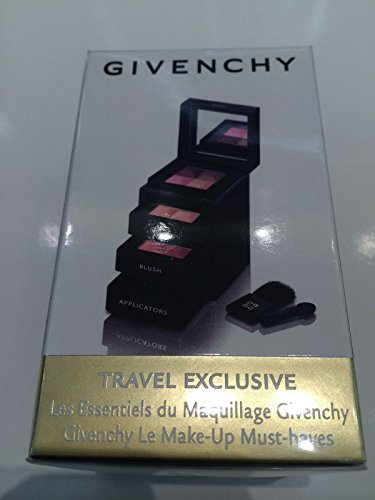 GIVENCHY
BLUSH
APPLICATORS
TRAVEL EXCLUSIVE
Les Essentiels du Maquillage Givenchy
Givenchy Le Make-Up Must-haves